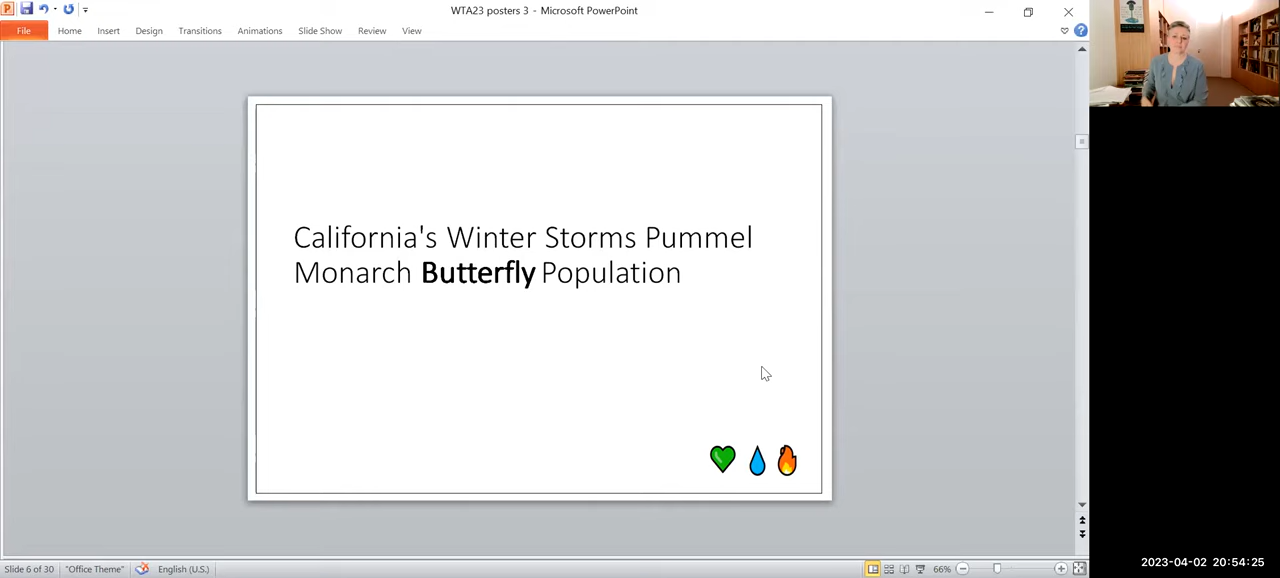 WTA23 posters 3 - Microsoft PowerPoint
File Home Insert Design Transitions Animations Slide Show Review View
California's Winter Storms Pummel
Monarch Butterfly Population
Slide 6 of 30 "Office Theme" English (U.S.) 66%
2023-04-02 20:54:25